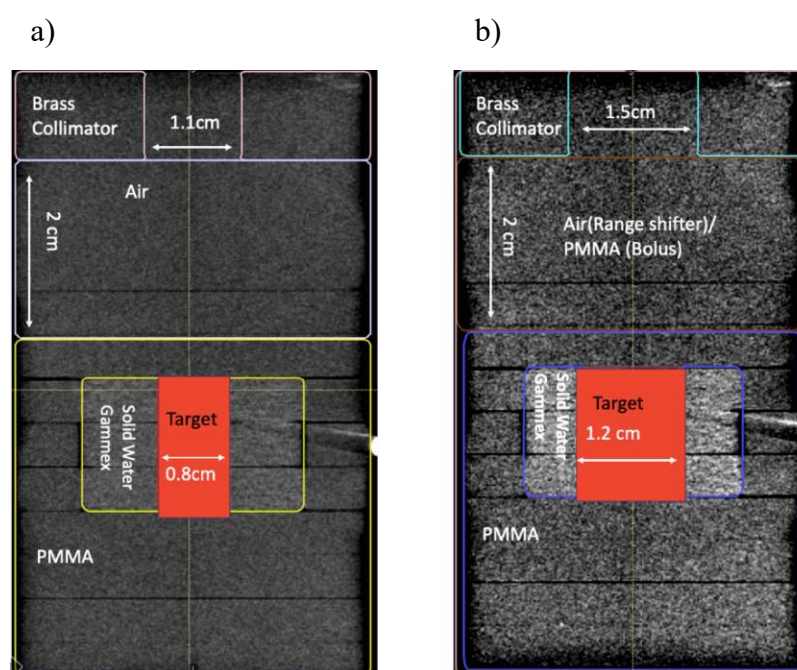 a)
Brass
Collimator
1.1cm
Air
2 cm
Solid Water
Gammex
Target
0.8cm
PMMA
b)
Brass
Collimator
1.5cm
2 cm
Air(Range shifter)/
PMMA (Bolus)
Solid Water
Gammex
Target
1.2 cm
PMMA